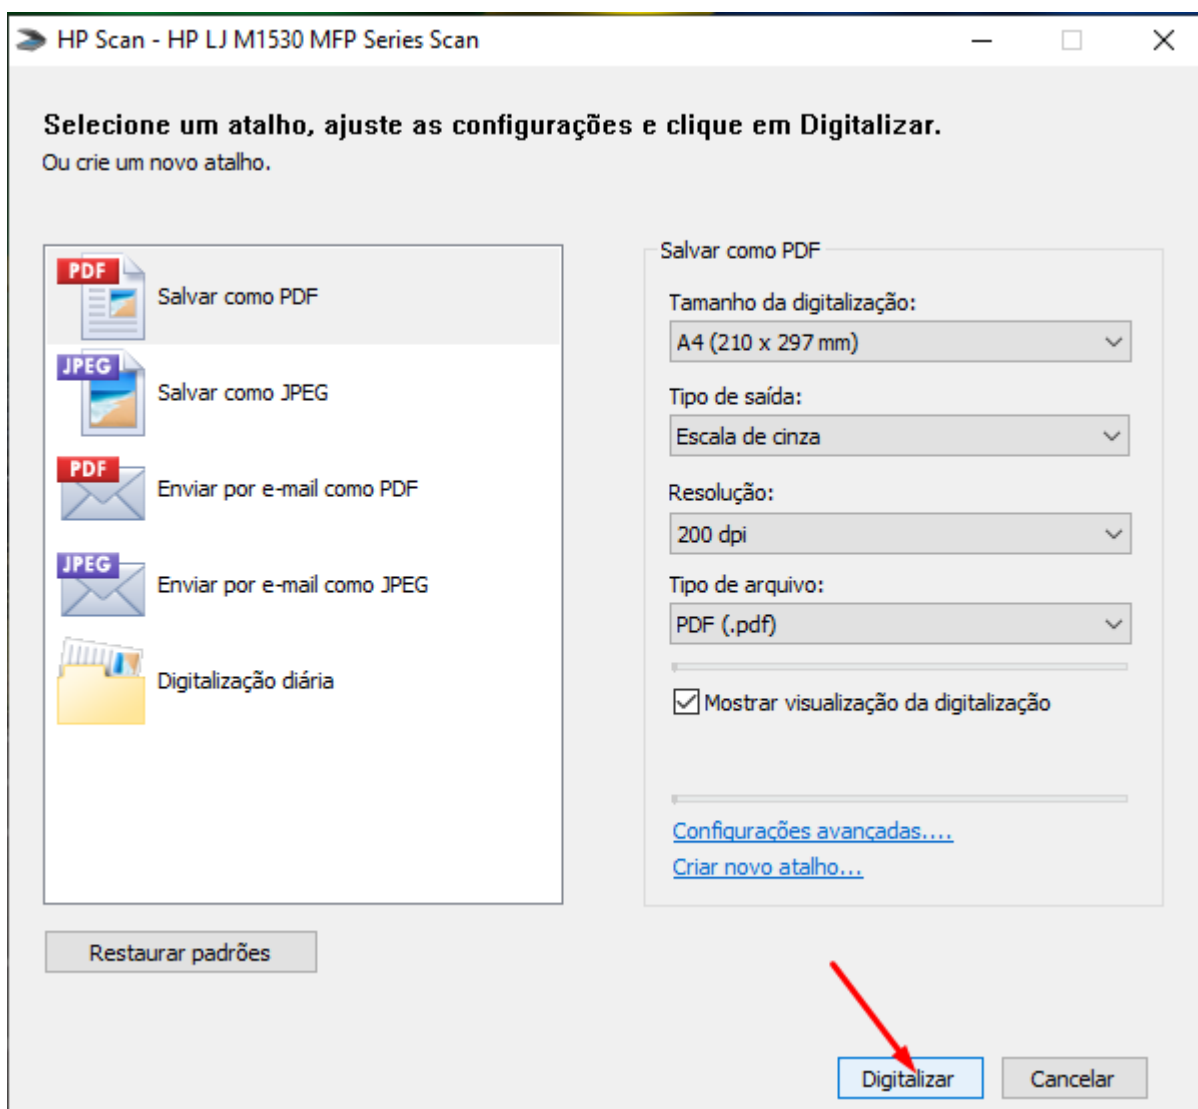 HP Scan - HP LJ M1530 MFP Series Scan
Selecione um atalho, ajuste as configurações e clique em Digitalizar.
Ou crie um novo atalho.
PDF
Salvar como PDF
JPEG
Salvar como JPEG
PDF
Enviar por e-mail como PDF
JPEG
Enviar por e-mail como JPEG
Digitalização diária
Salvar como PDF
Tamanho da digitalização:
A4 (210 x 297 mm)
Tipo de saída:
Escala de cinza
Resolução:
200 dpi
Tipo de arquivo:
PDF (.pdf)
Mostrar visualização da digitalização
Configurações avançadas....
Criar novo atalho...
Restaurar padrões
Digitalizar
Cancelar